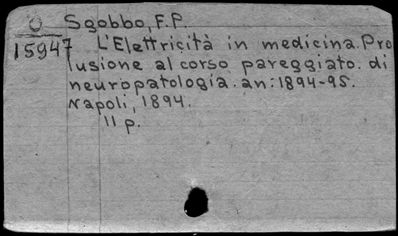 O Sgobbo, F.P.
15947 L'Elettricità in medicina. Pro
lusione al corso pareggiato. di
neuropatologia. an: 1894-95.
Napoli, 1894.
11 p.